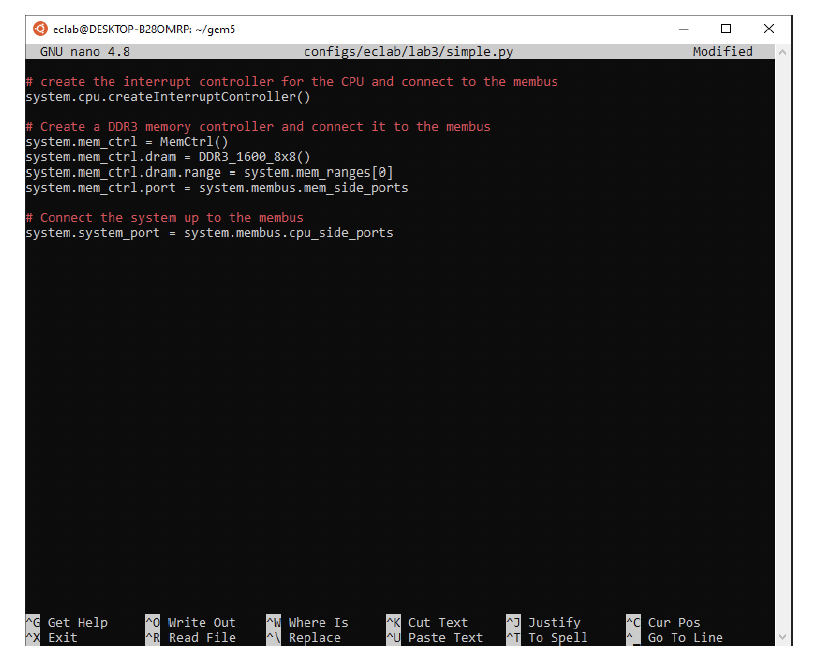 eclab@DESKTOP-B28OMRP: ~/gem5
GNU nano 4.8 configs/eclab/lab3/simple.py Modified
# create the interrupt controller for the CPU and connect to the membus
system.cpu.createInterruptController()
# Create a DDR3 memory controller and connect it to the membus
system.mem_ctrl = MemCtrl()
system.mem_ctrl.dram = DDR3_1600_8x8()
system.mem_ctrl.dram.range = system.mem_ranges[0]
system.mem_ctrl.port = system.membus.mem_side_ports
# Connect the system up to the membus
system.system_port = system.membus.cpu_side_ports
^G Get Help ^O Write Out ^W Where Is ^K Cut Text ^J Justify ^C Cur Pos
^X Exit ^R Read File ^\ Replace ^U Paste Text ^T To Spell ^_ Go To Line